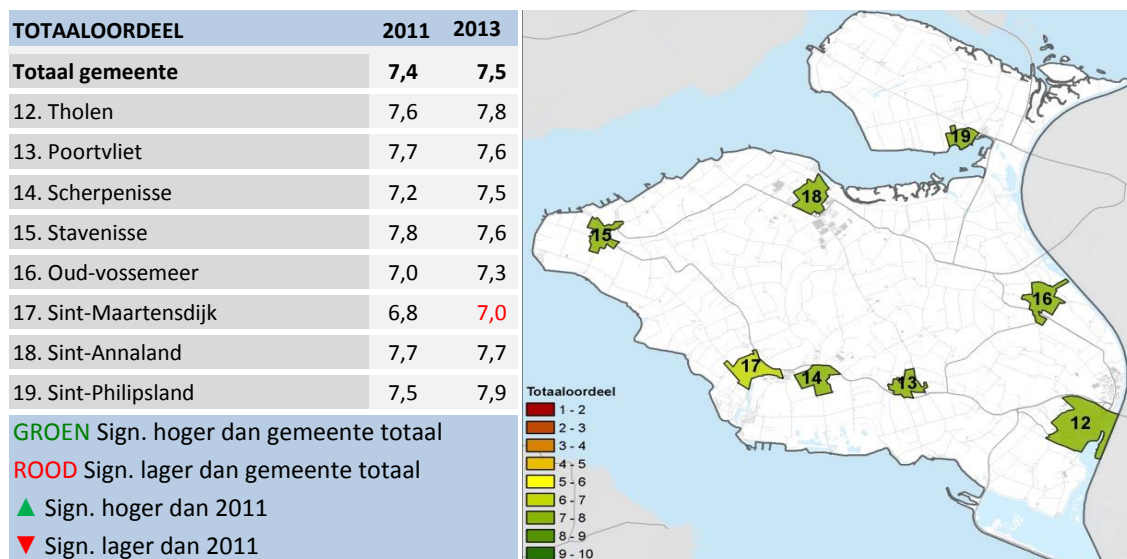 TOTAALOORDEEL 2011 2013
Totaal gemeente 7,4 7,5
12. Tholen 7,6 7,8
13. Poortvliet 7,7 7,6
14. Scherpenisse 7,2 7,5
15. Stavenisse 7,8 7,6
16. Oud-vossemeer 7,0 7,3
17. Sint-Maartensdijk 6,8 7,0
18. Sint-Annaland 7,7 7,7
19. Sint-Philipsland 7,5 7,9
GROEN Sign. hoger dan gemeente totaal
ROOD Sign. lager dan gemeente totaal
▲ Sign. hoger dan 2011
▼ Sign. lager dan 2011
19
18
15
16
17
14
13
12
Totaaloordeel
1 - 2
2 - 3
3 - 4
4 - 5
5 - 6
6 - 7
7 - 8
8 - 9
9 - 10